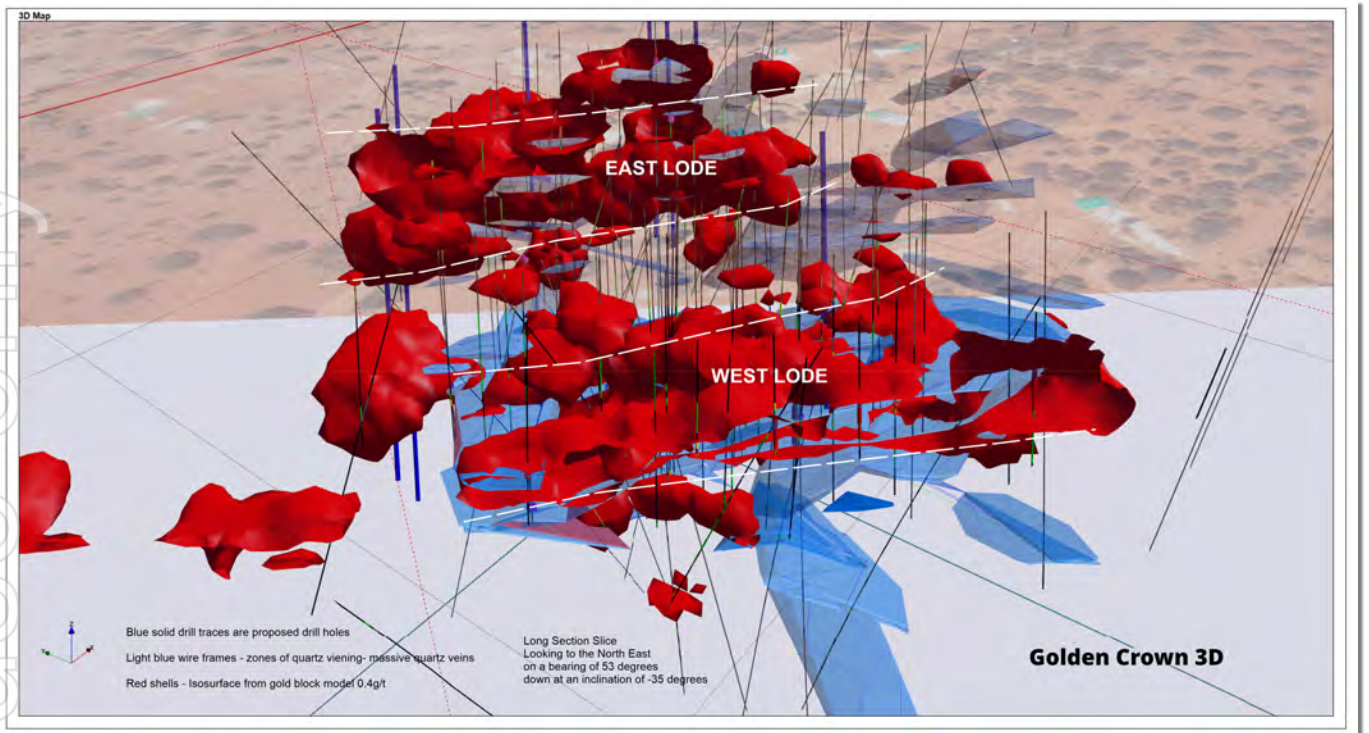 3D Map
EAST LODE
WEST LODE
Blue solid drill traces are proposed drill holes
Light blue wire frames - zones of quartz viening- massive quartz veins
Red shells - Isosurface from gold block model 0.4g/t
Long Section Slice
Looking to the North East
on a bearing of 53 degrees
down at an inclination of -35 degrees
Golden Crown 3D
Z